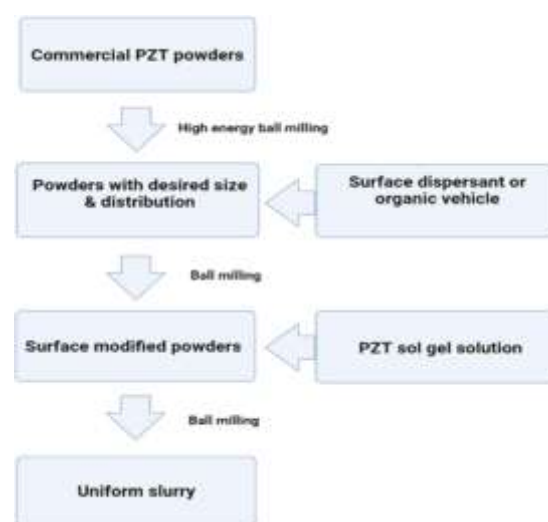 Commercial PZT powders
High energy ball milling
Powders with desired size
& distribution
Surface dispersant or
organic vehicle
Ball milling
Surface modified powders
PZT sol gel solution
Ball milling
Uniform slurry